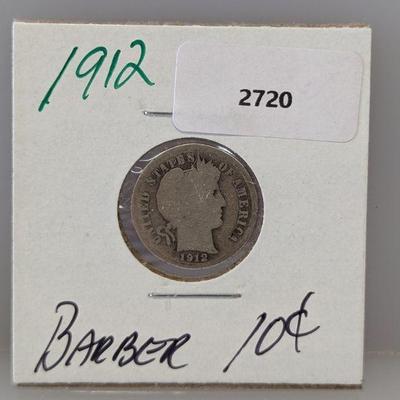 1912
2720
UNITED STATES OF AMERICA
1912
BARBER 10¢